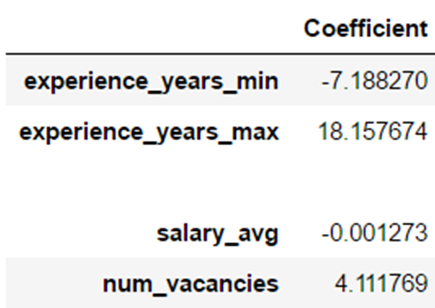 Coefficient
experience_years_min -7.188270
experience_years_max 18.157674
salary_avg -0.001273
num_vacancies 4.111769